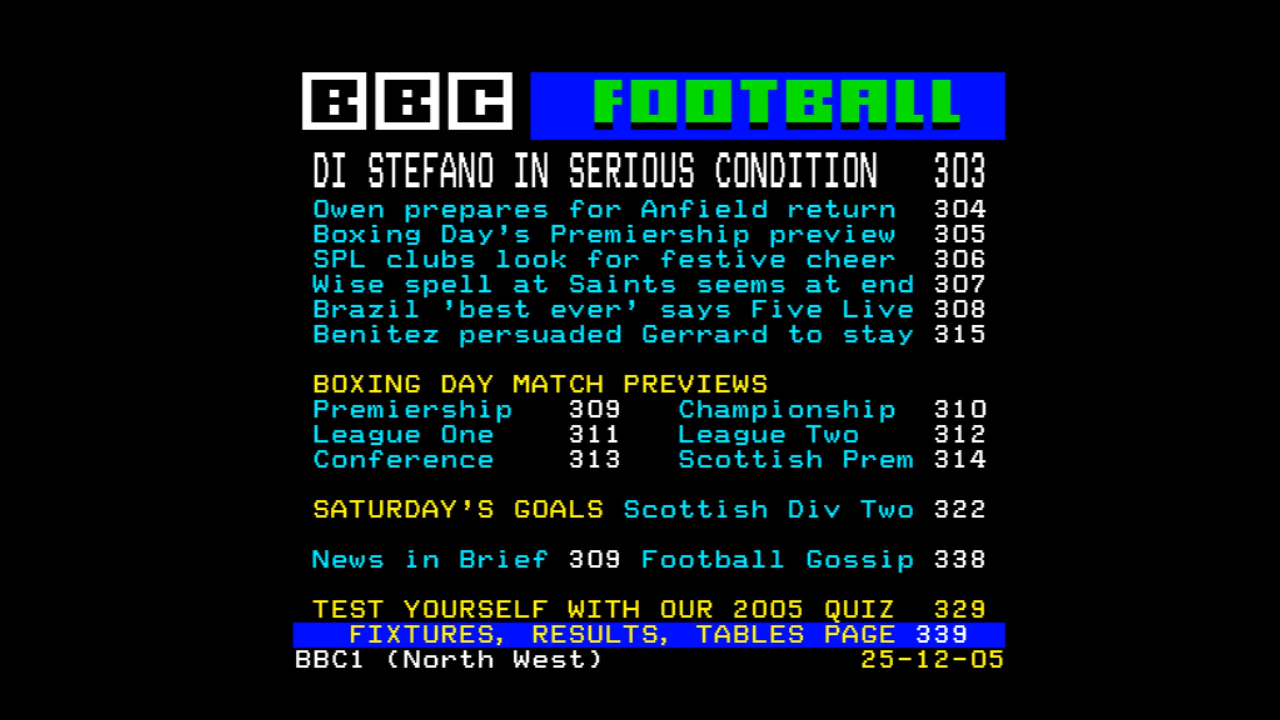 BBC FOOTBALL
DI STEFANO IN SERIOUS CONDITION 303
Owen prepares for Anfield return 304
Boxing Day's Premiership preview 305
SPL clubs look for festive cheer 306
Wise spell at Saints seems at end 307
Brazil 'best ever' says Five Live 308
Benitez persuaded Gerrard to stay 315
BOXING DAY MATCH PREVIEWS
Premiership 309 Championship 310
League One 311 League Two 312
Conference 313 Scottish Prem 314
SATURDAY'S GOALS Scottish Div Two 322
News in Brief 309 Football Gossip 338
TEST YOURSELF WITH OUR 2005 QUIZ 329
FIXTURES, RESULTS, TABLES PAGE 339
BBC1 (North West) 25-12-05